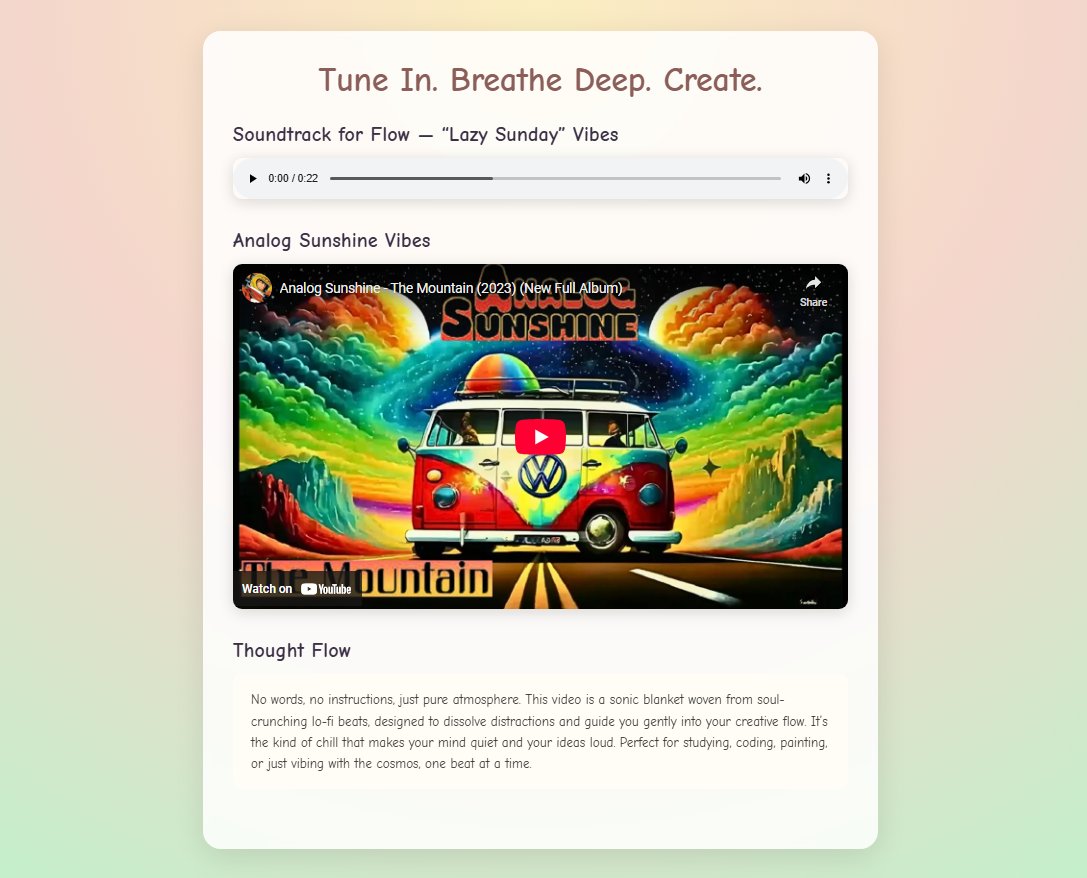 Tune In. Breathe Deep. Create.
Soundtrack for Flow — “Lazy Sunday” Vibes
0:00 / 0:22
Analog Sunshine Vibes
Analog Sunshine - The Mountain (2023) (New Full Album)
Share
Analog
Sunshine
The Mountain
Watch on YouTube
Thought Flow
No words, no instructions, just pure atmosphere. This video is a sonic blanket woven from soul-
crunching lo-fi beats, designed to dissolve distractions and guide you gently into your creative flow. It’s
the kind of chill that makes your mind quiet and your ideas loud. Perfect for studying, coding, painting,
or just vibing with the cosmos, one beat at a time.